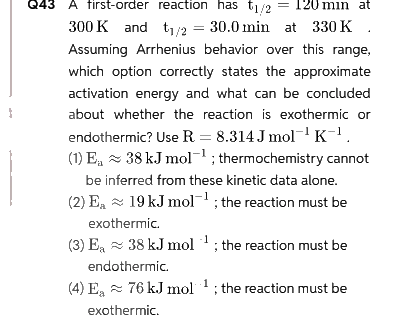 Q43 A first-order reaction has t₁/₂ = 120 min at
300 K and t₁/₂ = 30.0 min at 330 K .
Assuming Arrhenius behavior over this range,
which option correctly states the approximate
activation energy and what can be concluded
about whether the reaction is exothermic or
endothermic? Use R = 8.314 J mol⁻¹ K⁻¹ .
(1) Eₐ ≈ 38 kJ mol⁻¹ ; thermochemistry cannot
be inferred from these kinetic data alone.
(2) Eₐ ≈ 19 kJ mol⁻¹ ; the reaction must be
exothermic.
(3) Eₐ ≈ 38 kJ mol ¹ ; the reaction must be
endothermic.
(4) Eₐ ≈ 76 kJ mol ¹ ; the reaction must be
exothermic.